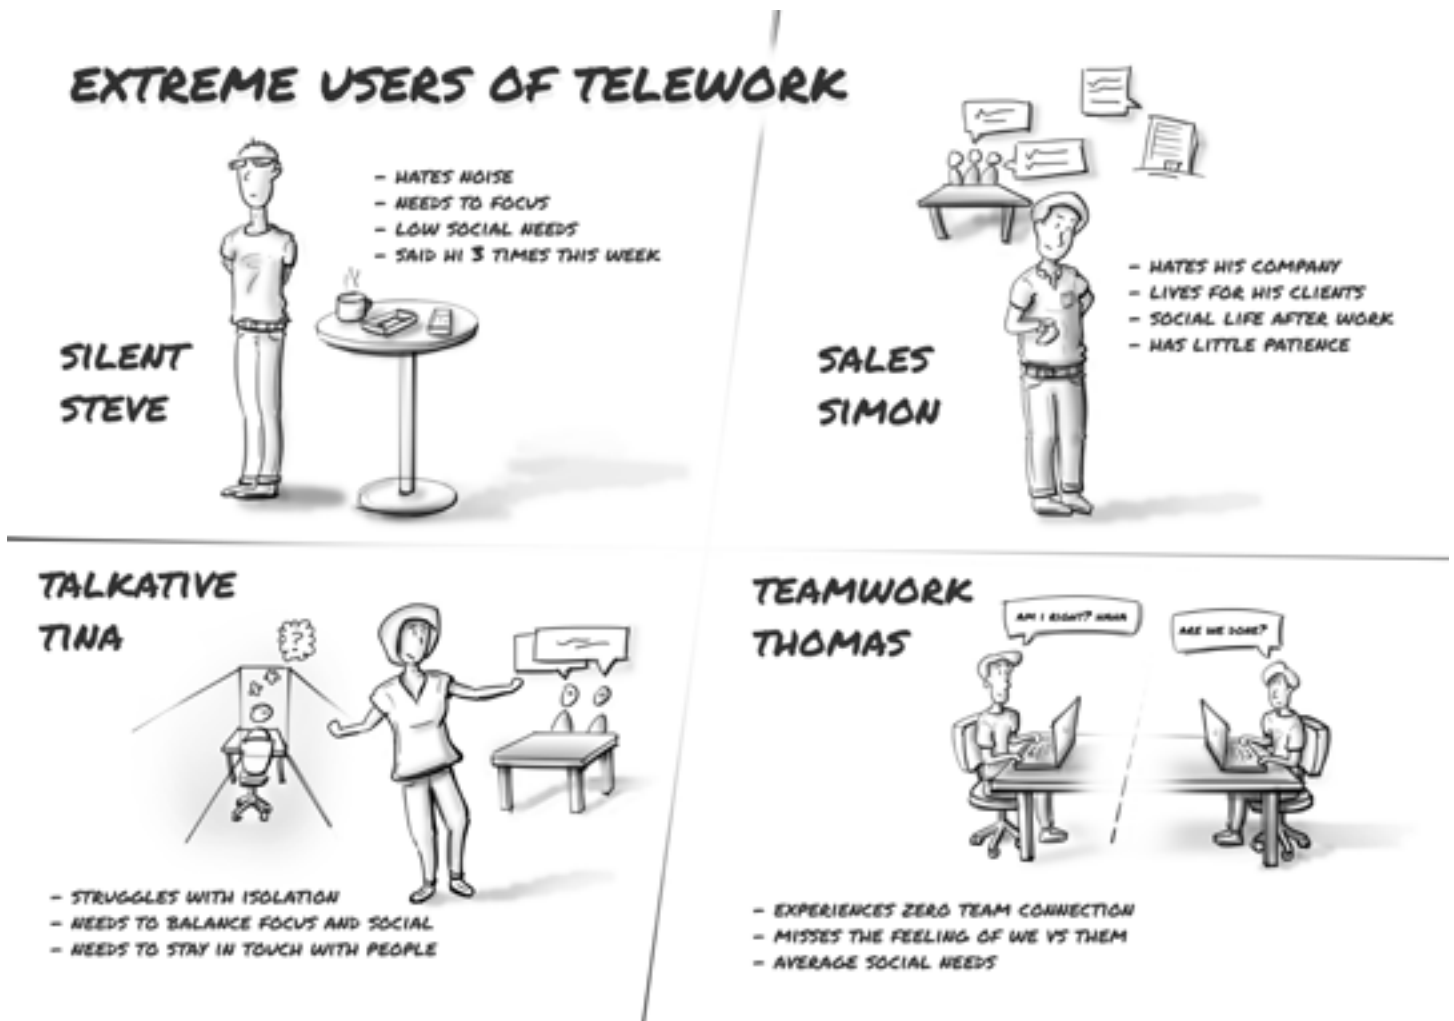 EXTREME USERS OF TELEWORK
- HATES NOISE
- NEEDS TO FOCUS
- LOW SOCIAL NEEDS
- SAID HI 3 TIMES THIS WEEK
SILENT
STEVE
- HATES HIS COMPANY
- LIVES FOR HIS CLIENTS
- SOCIAL LIFE AFTER WORK
- HAS LITTLE PATIENCE
SALES
SIMON
TALKATIVE
TINA
?
- STRUGGLES WITH ISOLATION
- NEEDS TO BALANCE FOCUS AND SOCIAL
- NEEDS TO STAY IN TOUCH WITH PEOPLE
TEAMWORK
THOMAS
AM I RIGHT? HAHA
ARE WE DONE?
- EXPERIENCES ZERO TEAM CONNECTION
- MISSES THE FEELING OF WE VS THEM
- AVERAGE SOCIAL NEEDS